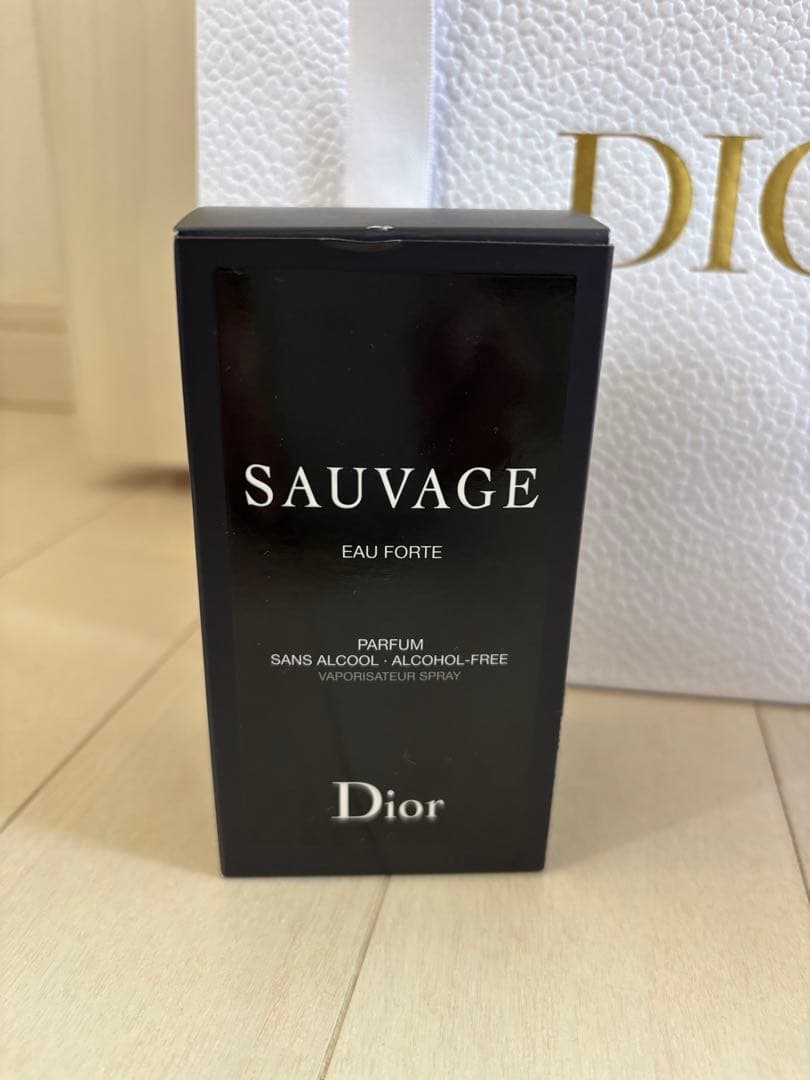 DIO
SAUVAGE
EAU FORTE
PARFUM
SANS ALCOOL · ALCOHOL-FREE
VAPORISATEUR SPRAY
Dior